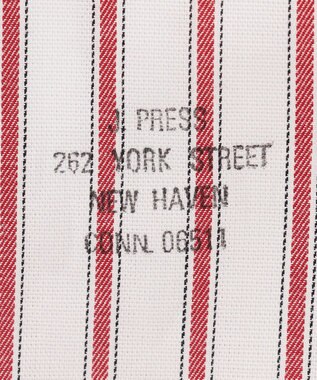 J. PRESS
262 YORK STREET
NEW HAVEN
CONN. 06511